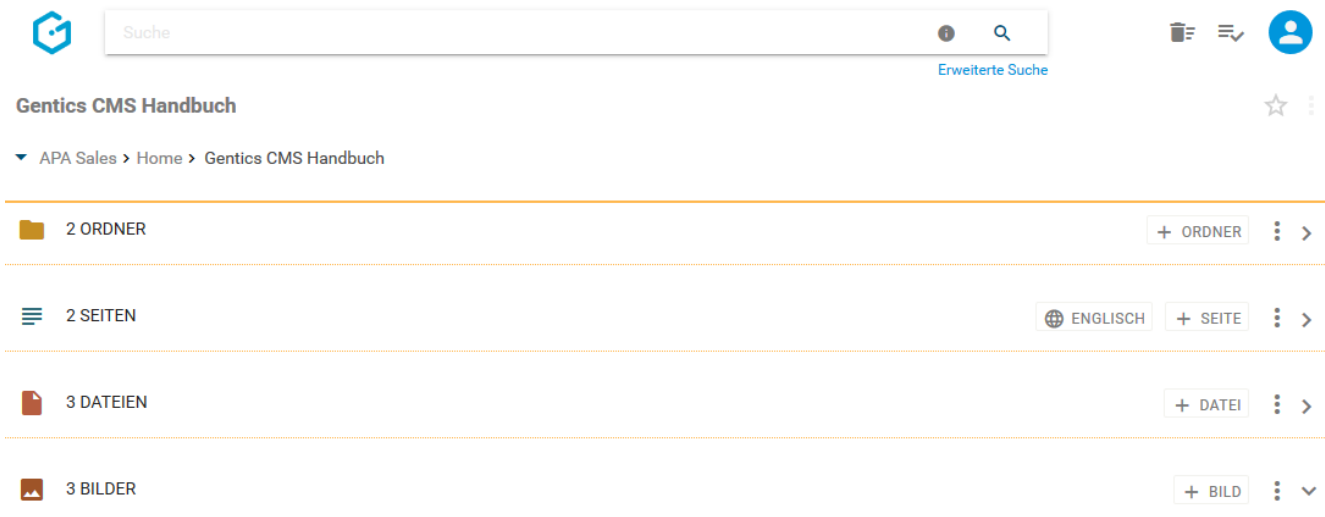 Suche
Erweiterte Suche
Gentics CMS Handbuch
APA Sales > Home > Gentics CMS Handbuch
2 ORDNER + ORDNER
2 SEITEN ENGLISCH + SEITE
3 DATEIEN + DATEI
3 BILDER + BILD